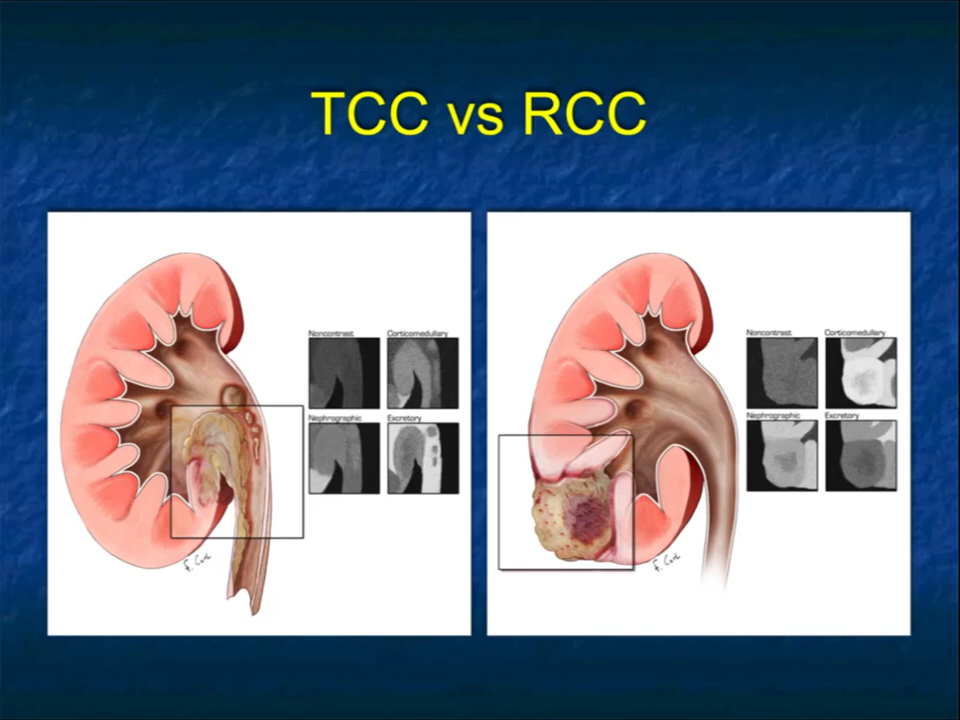 TCC vs RCC
Noncontrast Corticomedullary
Nephrographic Excretory
Noncontrast Corticomedullary
Nephrographic Excretory